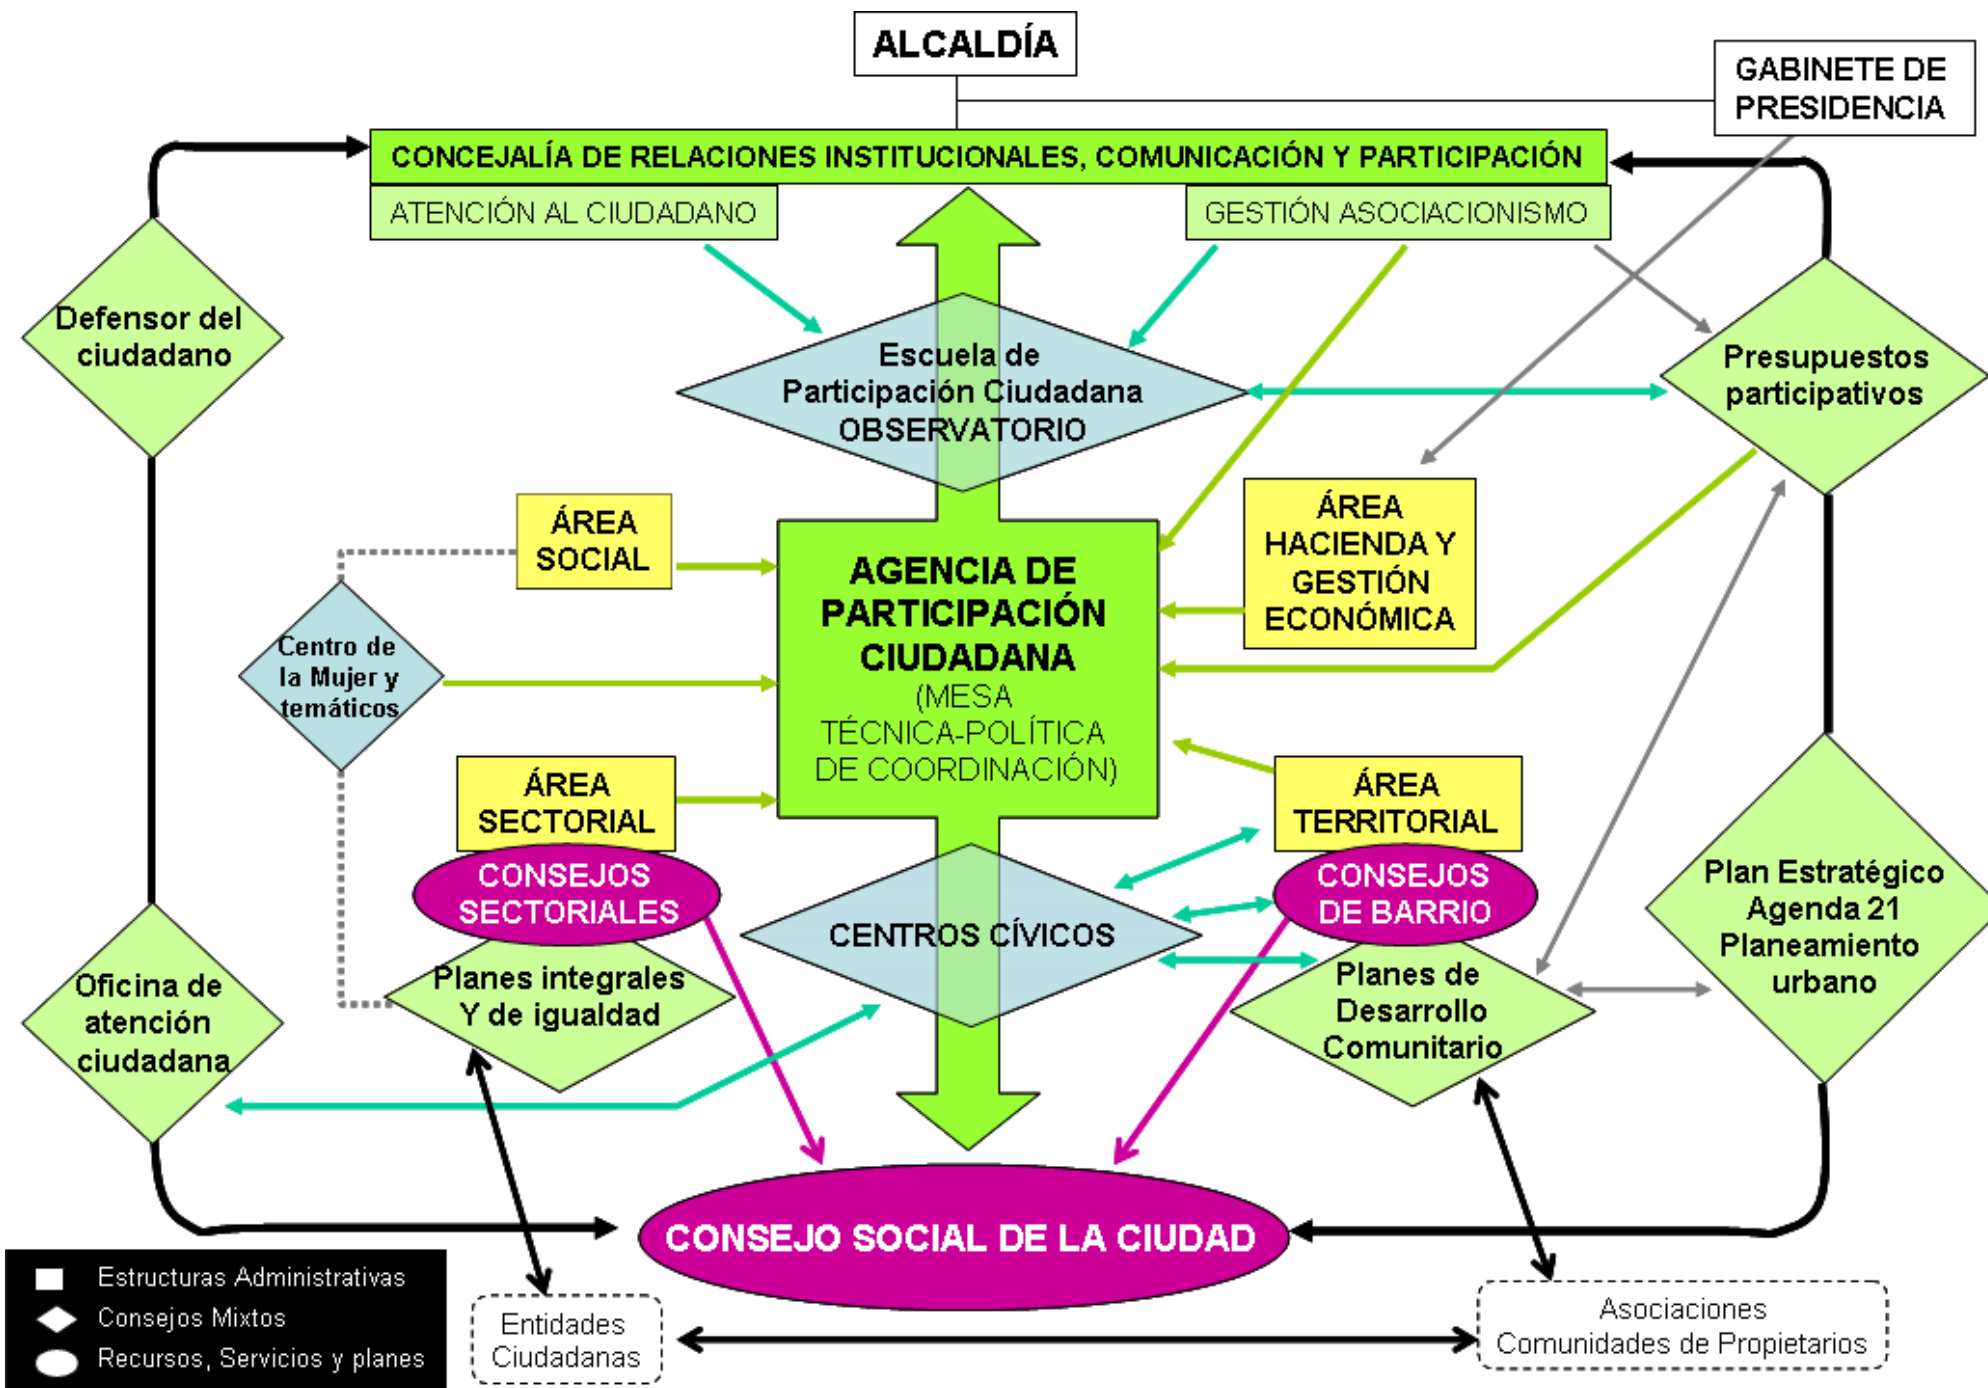 ALCALDÍA
GABINETE DE
PRESIDENCIA
CONCEJALÍA DE RELACIONES INSTITUCIONALES, COMUNICACIÓN Y PARTICIPACIÓN
ATENCIÓN AL CIUDADANO
GESTIÓN ASOCIACIONISMO
Defensor del
ciudadano
Escuela de
Participación Ciudadana
OBSERVATORIO
Presupuestos
participativos
ÁREA
SOCIAL
ÁREA
HACIENDA Y
GESTIÓN
ECONÓMICA
AGENCIA DE
PARTICIPACIÓN
CIUDADANA
(MESA
TÉCNICA-POLÍTICA
DE COORDINACIÓN)
Centro de
la Mujer y
temáticos
ÁREA
SECTORIAL
ÁREA
TERRITORIAL
CONSEJOS
SECTORIALES
CONSEJOS
DE BARRIO
CENTROS CÍVICOS
Plan Estratégico
Agenda 21
Planeamiento
urbano
Oficina de
atención
ciudadana
Planes integrales
Y de igualdad
Planes de
Desarrollo
Comunitario
CONSEJO SOCIAL DE LA CIUDAD
Estructuras Administrativas
Consejos Mixtos
Recursos, Servicios y planes
Entidades
Ciudadanas
Asociaciones
Comunidades de Propietarios